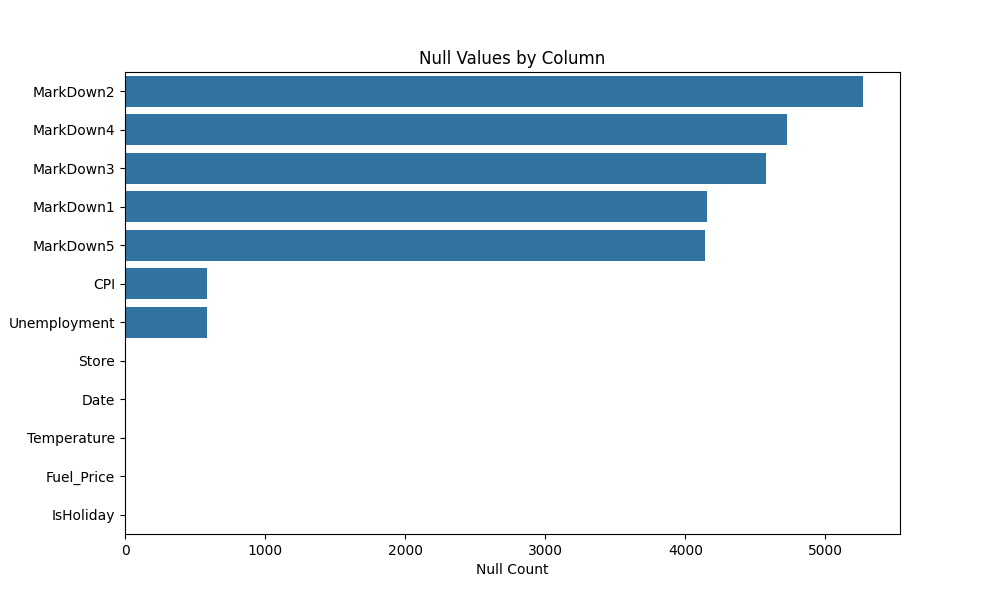 Null Values by Column
MarkDown2
MarkDown4
MarkDown3
MarkDown1
MarkDown5
CPI
Unemployment
Store
Date
Temperature
Fuel_Price
IsHoliday
0 1000 2000 3000 4000 5000
Null Count